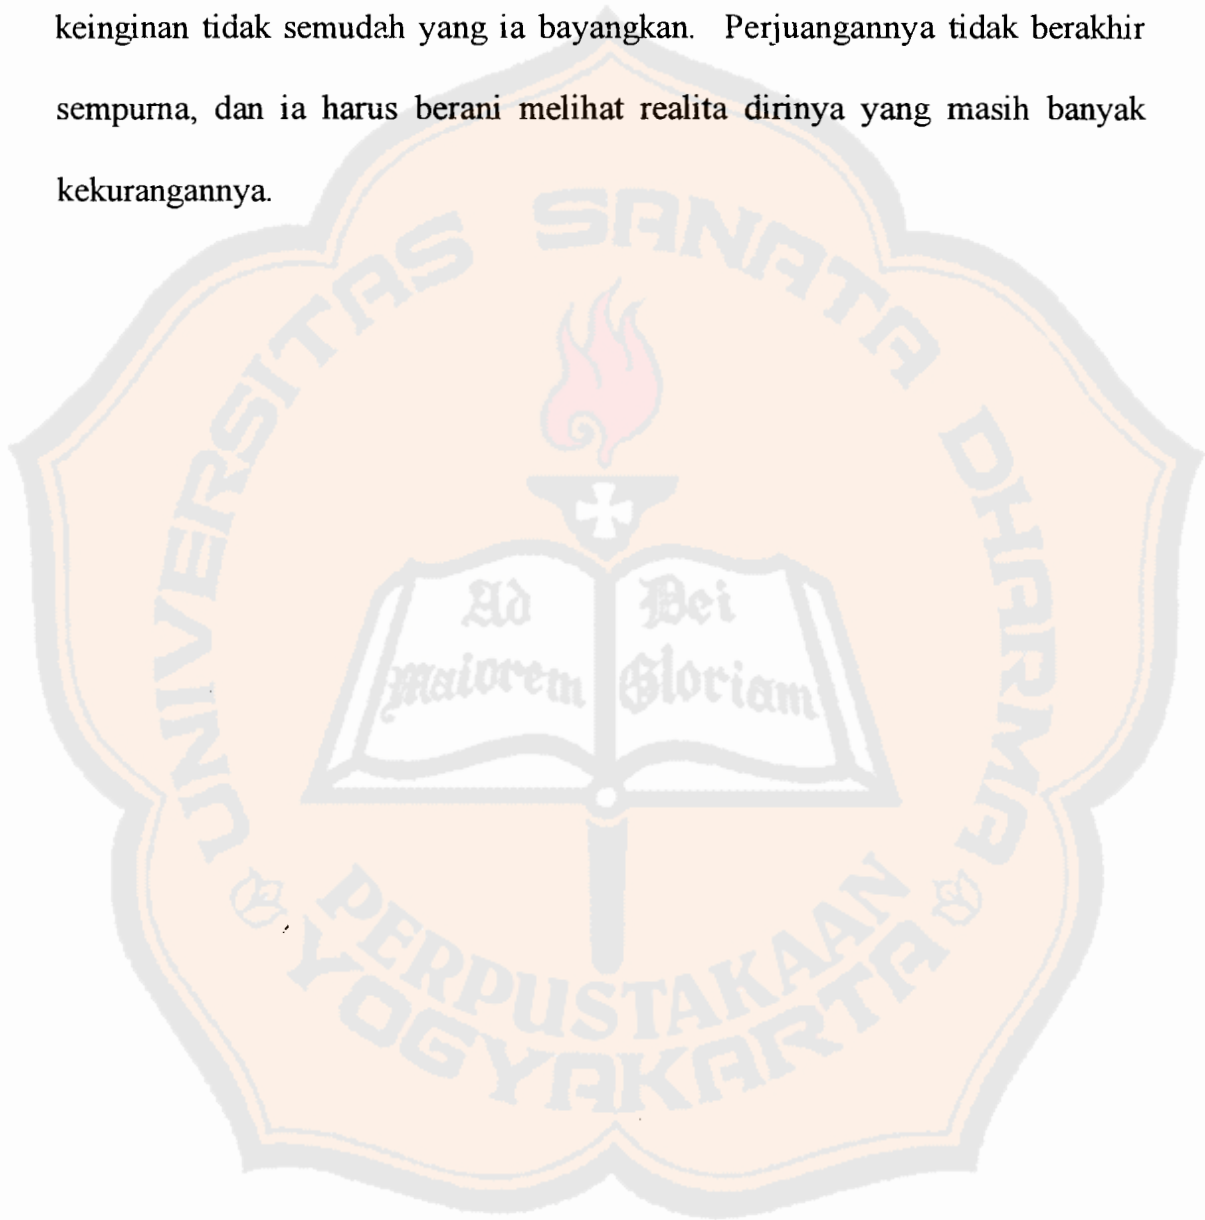 keinginan tidak semudah yang ia bayangkan. Perjuangannya tidak berakhir
sempurna, dan ia harus berani melihat realita dirinya yang masih banyak
kekurangannya.
UNIVERSITAS SANATA DHARMA
Ad Dei
maiorem Gloriam
PERPUSTAKAAN
YOGYAKARTA